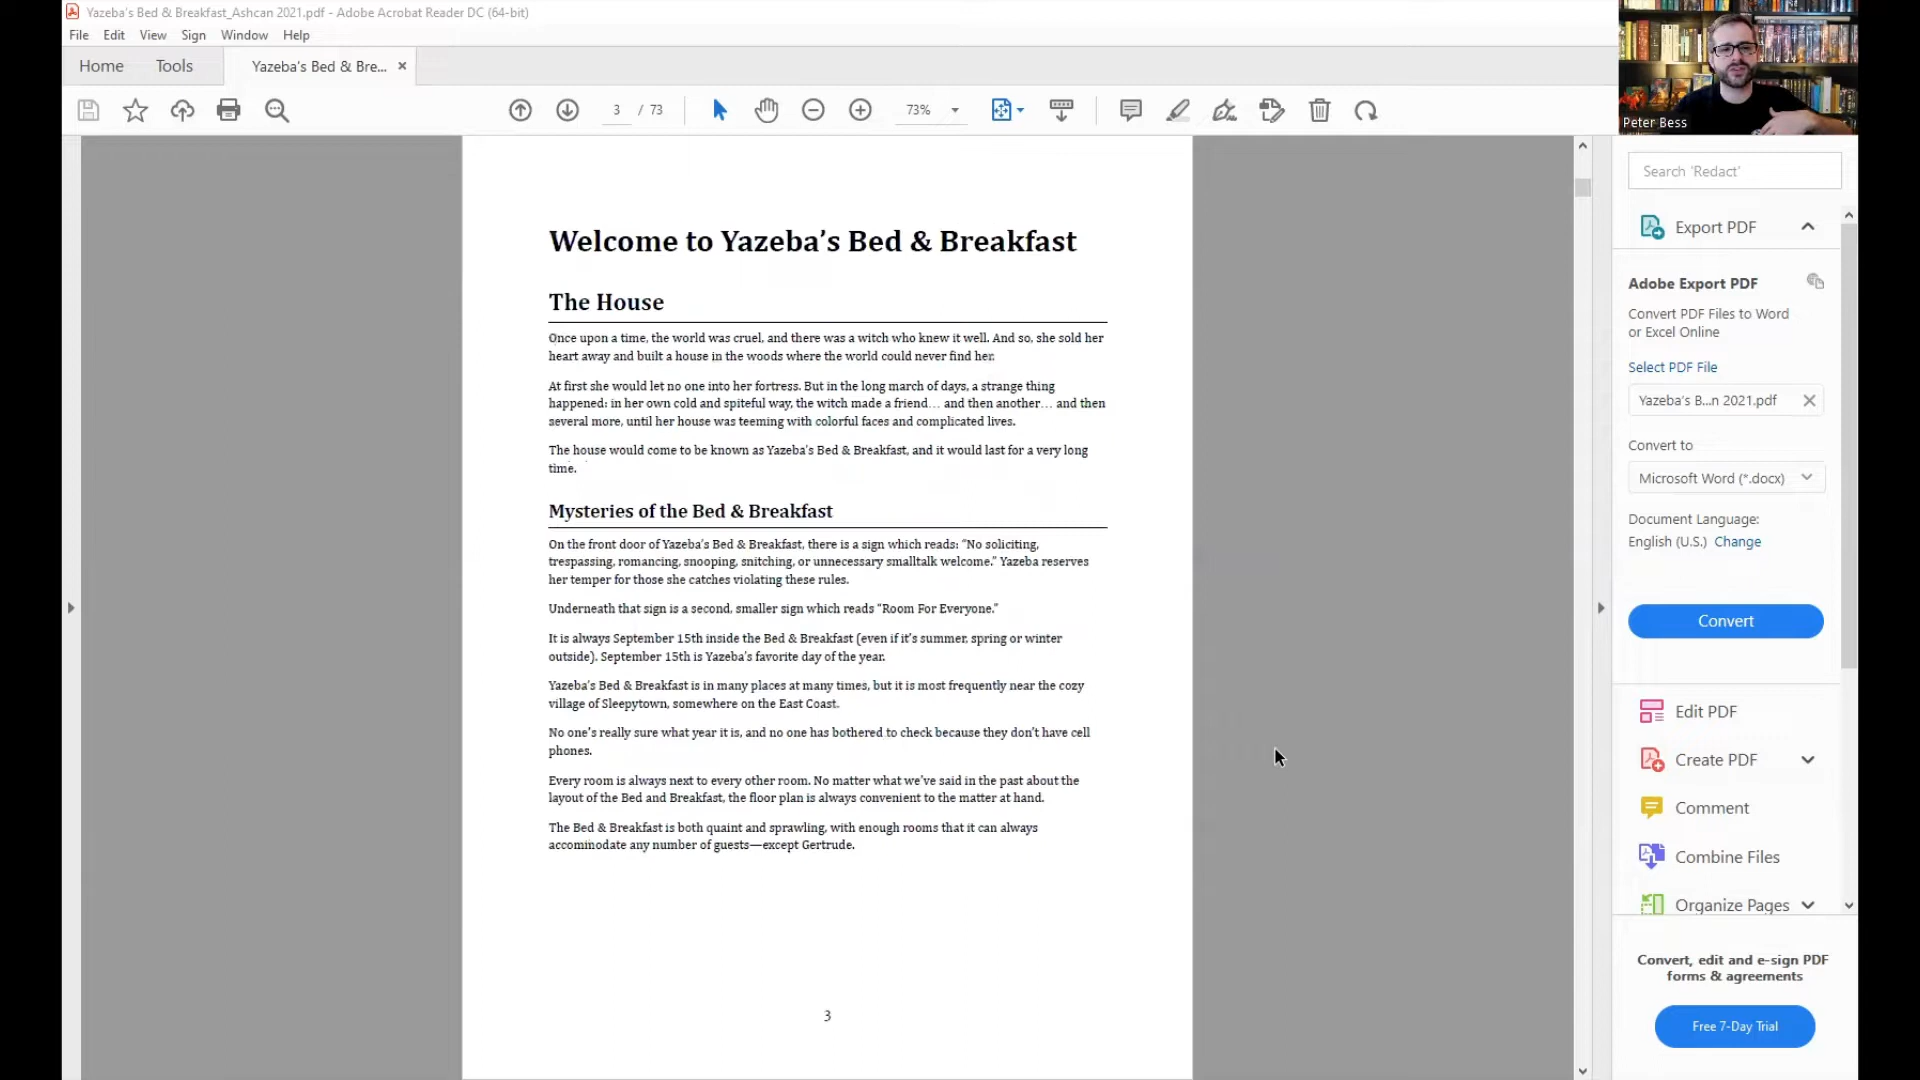 Yazeba's Bed & Breakfast_Ashcan 2021.pdf - Adobe Acrobat Reader DC (64-bit)
File Edit View Sign Window Help
Home Tools Yazeba's Bed & Bre... ×
3 / 73 73%
Peter Bess
Welcome to Yazeba’s Bed & Breakfast
The House
Once upon a time, the world was cruel, and there was a witch who knew it well. And so, she sold her
heart away and built a house in the woods where the world could never find her.
At first she would let no one into her fortress. But in the long march of days, a strange thing
happened: in her own cold and spiteful way, the witch made a friend… and then another… and then
several more, until her house was teeming with colorful faces and complicated lives.
The house would come to be known as Yazeba’s Bed & Breakfast, and it would last for a very long
time.
Mysteries of the Bed & Breakfast
On the front door of Yazeba’s Bed & Breakfast, there is a sign which reads: “No soliciting,
trespassing, romancing, snooping, snitching, or unnecessary smalltalk welcome.” Yazeba reserves
her temper for those she catches violating these rules.
Underneath that sign is a second, smaller sign which reads “Room For Everyone.”
It is always September 15th inside the Bed & Breakfast (even if it’s summer, spring or winter
outside). September 15th is Yazeba’s favorite day of the year.
Yazeba’s Bed & Breakfast is in many places at many times, but it is most frequently near the cozy
village of Sleepytown, somewhere on the East Coast.
No one’s really sure what year it is, and no one has bothered to check because they don’t have cell
phones.
Every room is always next to every other room. No matter what we’ve said in the past about the
layout of the Bed and Breakfast, the floor plan is always convenient to the matter at hand.
The Bed & Breakfast is both quaint and sprawling, with enough rooms that it can always
accommodate any number of guests—except Gertrude.
3
Search 'Redact'
Export PDF
Adobe Export PDF
Convert PDF Files to Word
or Excel Online
Select PDF File
Yazeba's B...n 2021.pdf
Convert to
Microsoft Word (*.docx)
Document Language:
English (U.S.) Change
Convert
Edit PDF
Create PDF
Comment
Combine Files
Organize Pages
Convert, edit and e-sign PDF
forms & agreements
Free 7-Day Trial